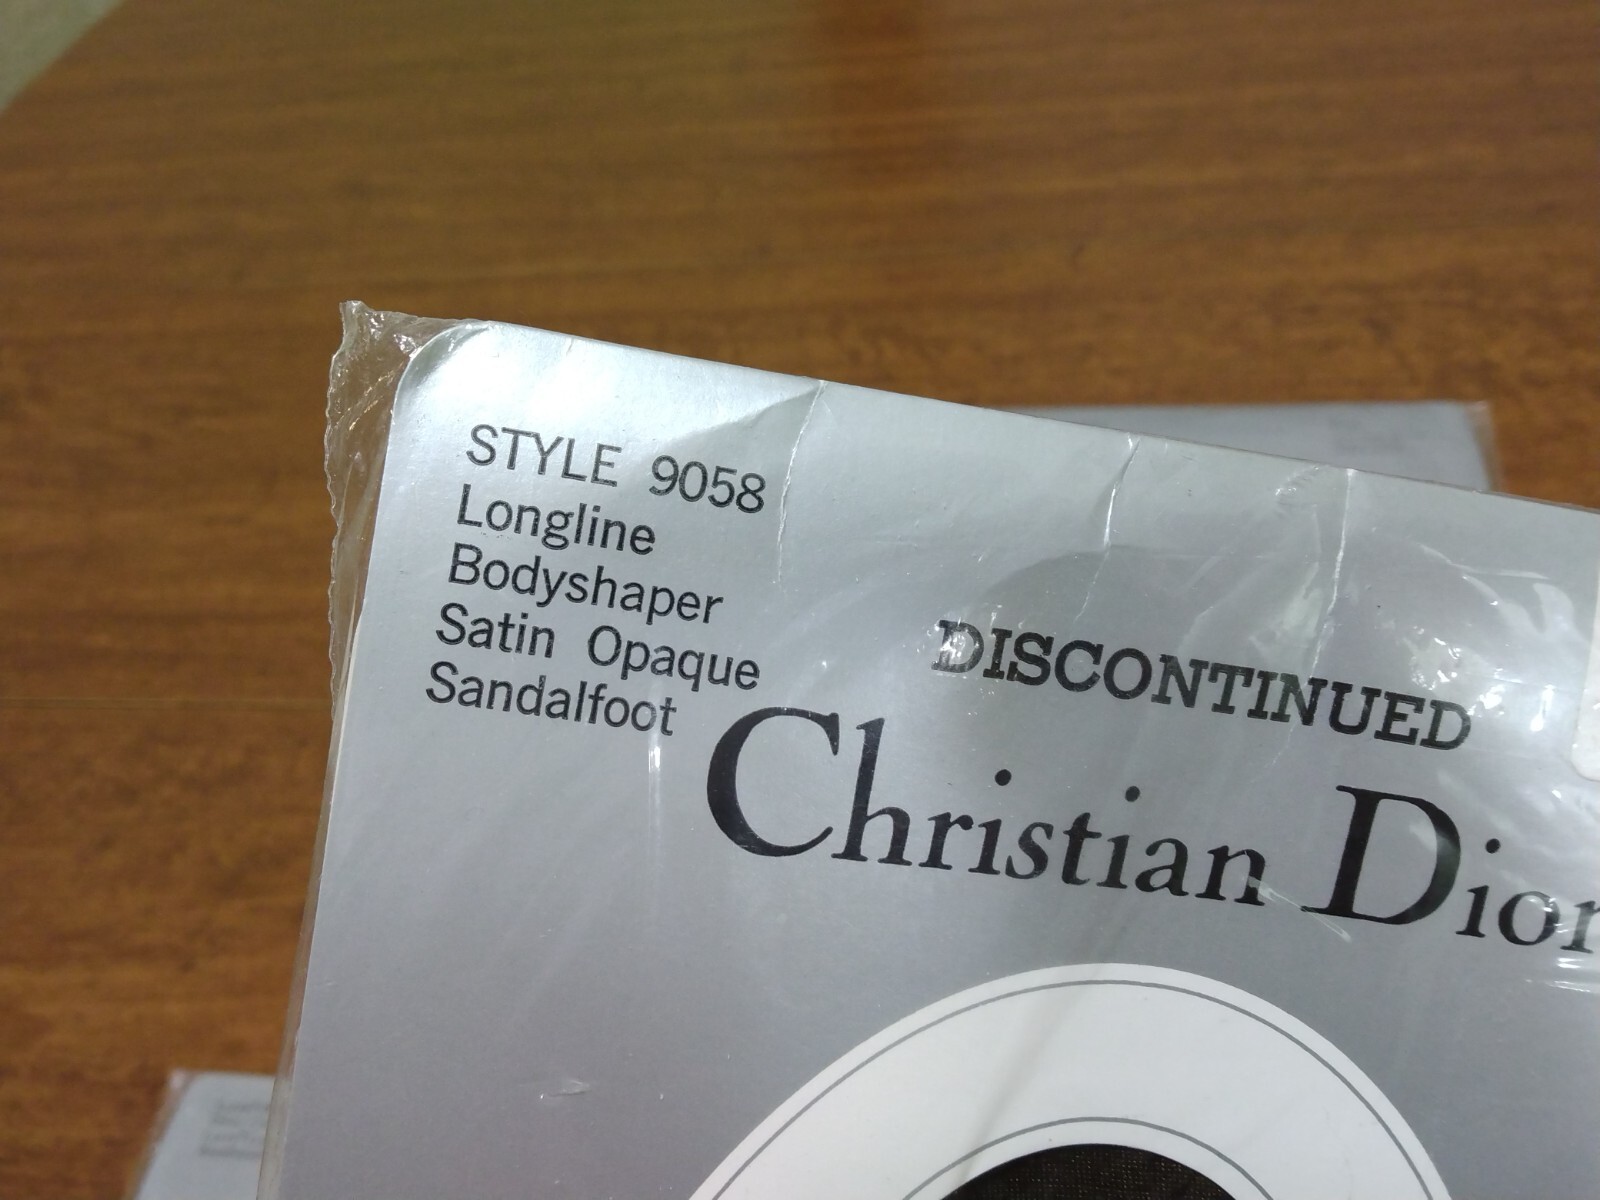 STYLE 9058
Longline
Bodyshaper
Satin Opaque
Sandalfoot
DISCONTINUED
Christian Dior